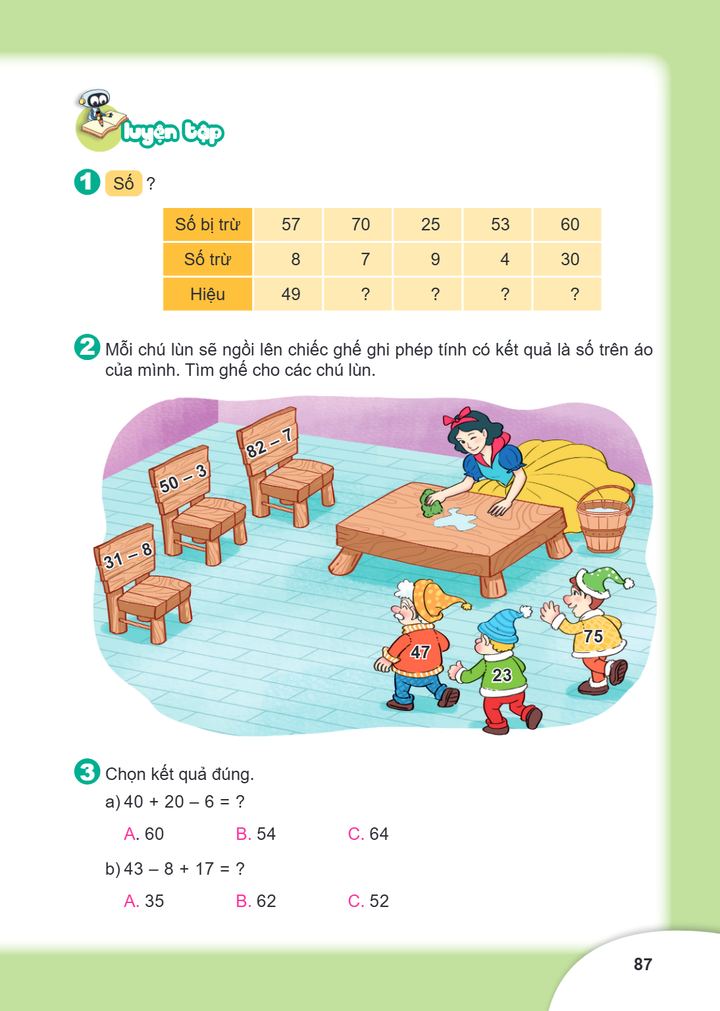 luyện tập
1 Số ?
Số bị trừ 57 70 25 53 60
Số trừ 8 7 9 4 30
Hiệu 49 ? ? ? ?
2 Mỗi chú lùn sẽ ngồi lên chiếc ghế ghi phép tính có kết quả là số trên áo
của mình. Tìm ghế cho các chú lùn.
82 – 7
50 – 3
31 – 8
75
47
23
3 Chọn kết quả đúng.
a) 40 + 20 – 6 = ?
A. 60 B. 54 C. 64
b) 43 – 8 + 17 = ?
A. 35 B. 62 C. 52
87